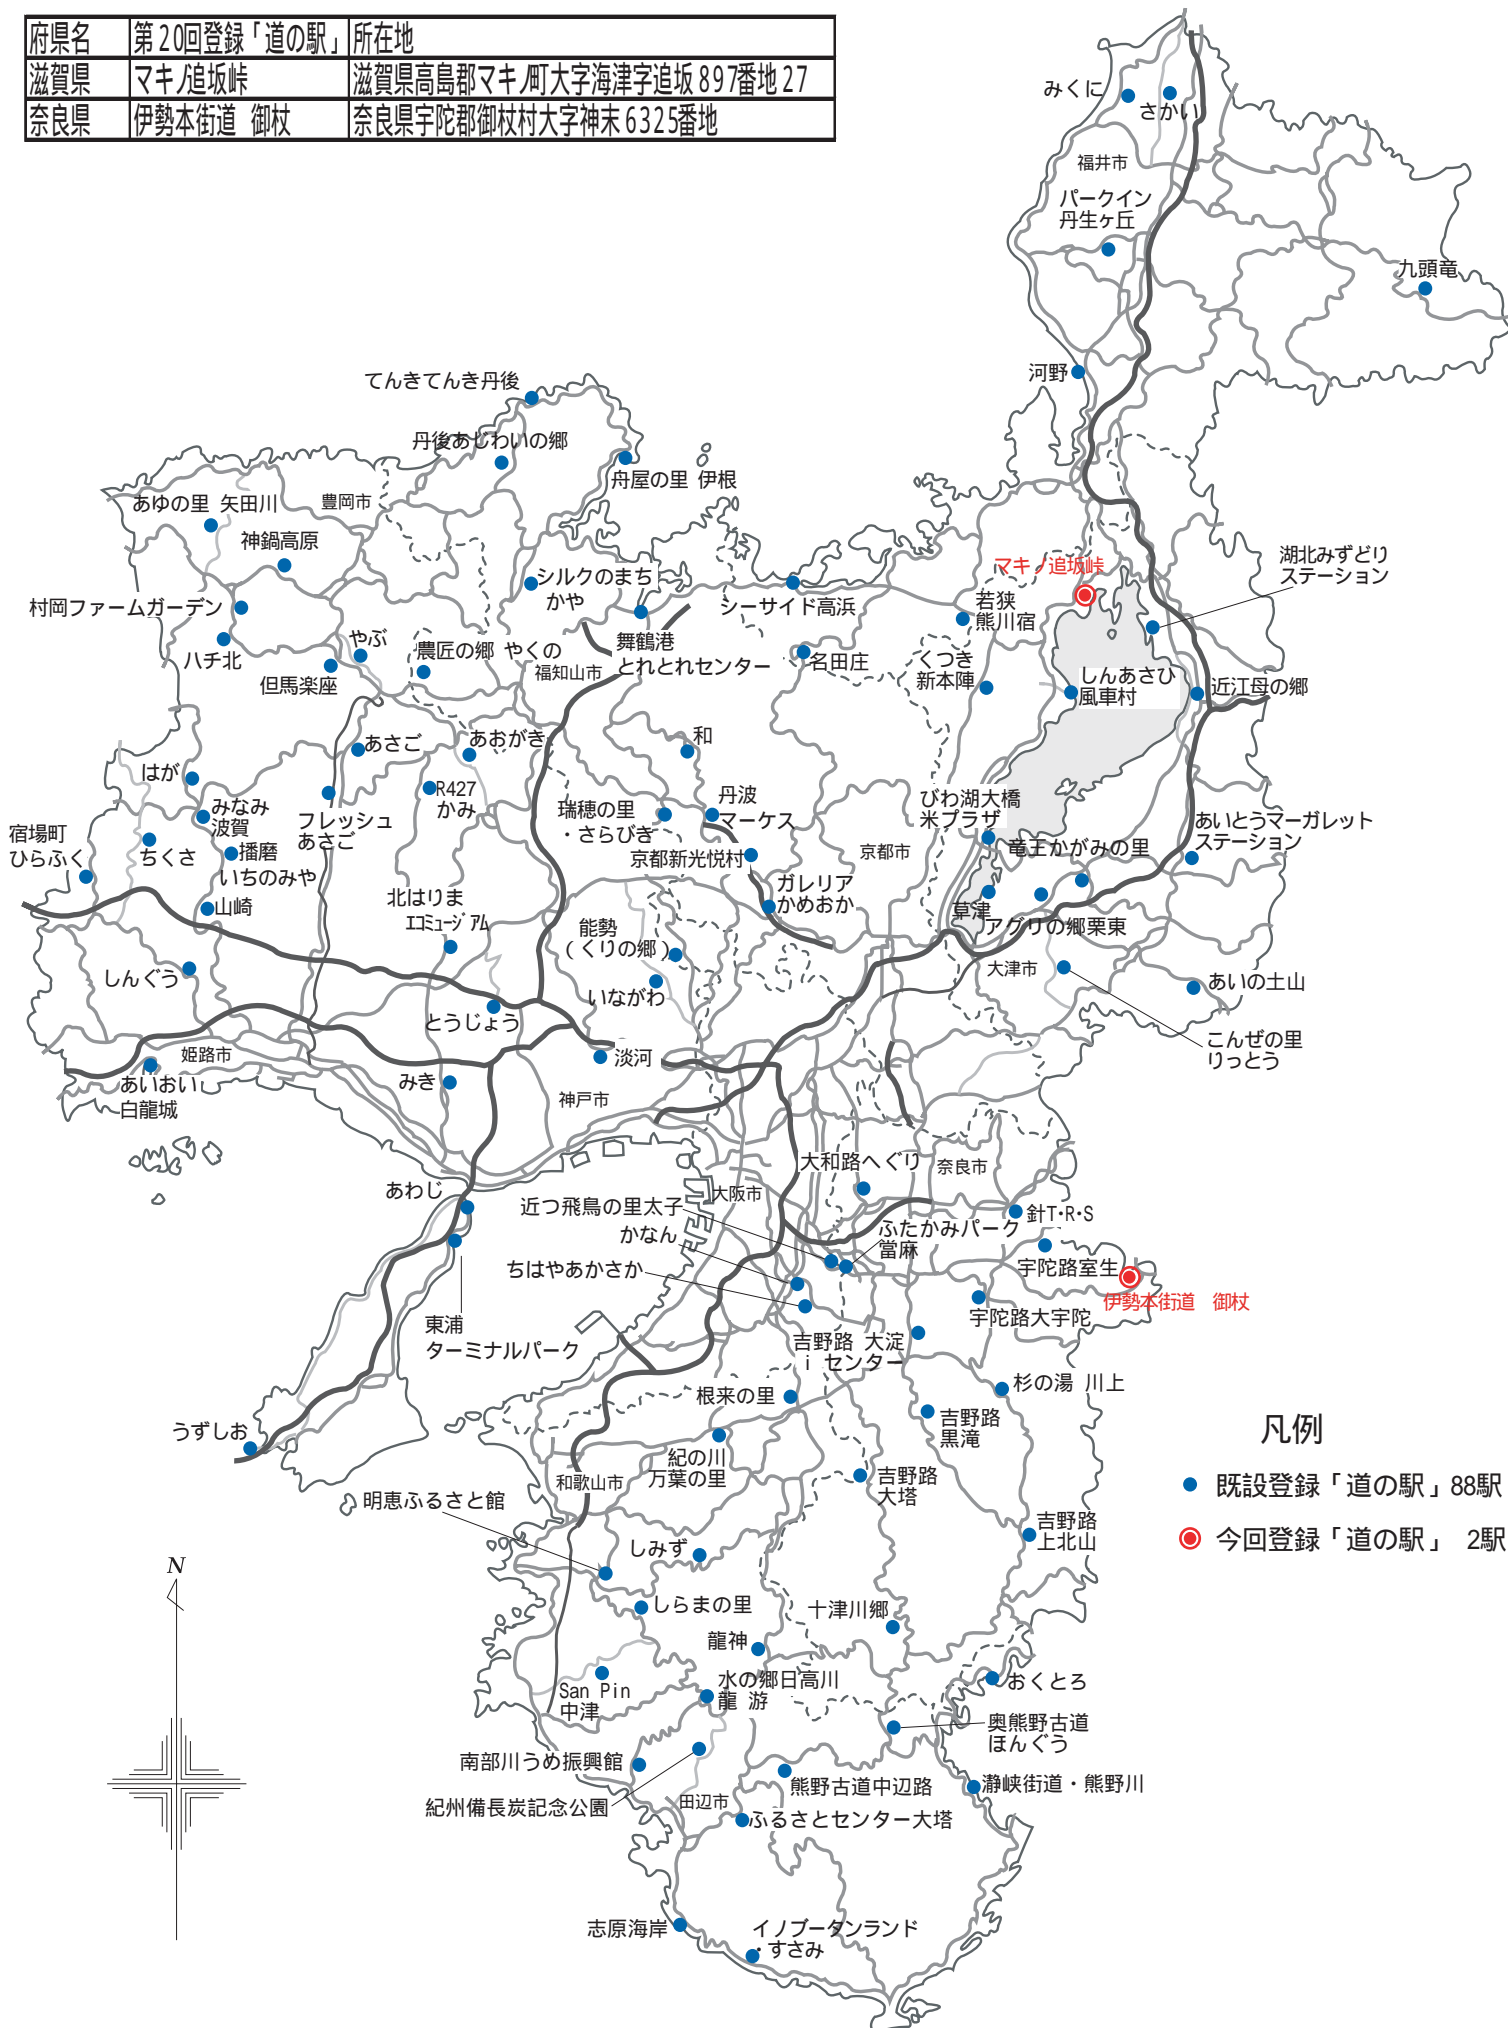 府県名 第20回登録「道の駅」 所在地
滋賀県 マキノ追坂峠 滋賀県高島郡マキノ町大字海津字追坂897番地27
奈良県 伊勢本街道 御杖 奈良県宇陀郡御杖村大字神末6325番地
みくに
さかい
福井市
パークイン
丹生ヶ丘
九頭竜
河野
てんきてんき丹後
丹後あじわいの郷
舟屋の里 伊根
あゆの里 矢田川
豊岡市
神鍋高原
村岡ファームガーデン
ハチ北
やぶ
但馬楽座
農匠の郷 やくの
シルクのまち
かや
福知山市
舞鶴港
とれとれセンター
シーサイド高浜
名田庄
マキノ追坂峠
若狭
熊川宿
くつき
新本陣
湖北みずどり
ステーション
しんあさひ
風車村
近江母の郷
あさご
あおがき
和
はが
みなみ
波賀
フレッシュ
あさご
R427
かみ
瑞穂の里
・さらびき
丹波
マーケス
宿場町
ひらふく
ちくさ
播磨
いちのみや
山崎
京都新光悦村
京都市
びわ湖大橋
米プラザ
竜王かがみの里
あいとうマーガレット
ステーション
ガレリア
かめおか
草津
アグリの郷栗東
北はりま
エコミュージアム
能勢
(くりの郷)
大津市
しんぐう
いながわ
あいの土山
とうじょう
こんぜの里
りっとう
姫路市
淡河
あいおい
白龍城
みき
神戸市
大和路へぐり
奈良市
あわじ
大阪市
近つ飛鳥の里太子
かなん
針T・R・S
ふたかみパーク
當麻
ちはやあかさか
宇陀路室生
伊勢本街道 御杖
宇陀路大宇陀
東浦
ターミナルパーク
吉野路 大淀
i センター
根来の里
杉の湯 川上
うずしお
吉野路
黒滝
紀の川
万葉の里
和歌山市
吉野路
大塔
明恵ふるさと館
吉野路
上北山
しみず
しらまの里
十津川郷
龍神
おくとろ
San Pin
中津
水の郷日高川
龍 游
奥熊野古道
ほんぐう
南部川うめ振興館
熊野古道中辺路
瀞峡街道・熊野川
紀州備長炭記念公園
田辺市
ふるさとセンター大塔
志原海岸
イノブータンランド
・すさみ
凡例
既設登録「道の駅」88駅
今回登録「道の駅」 2駅
N